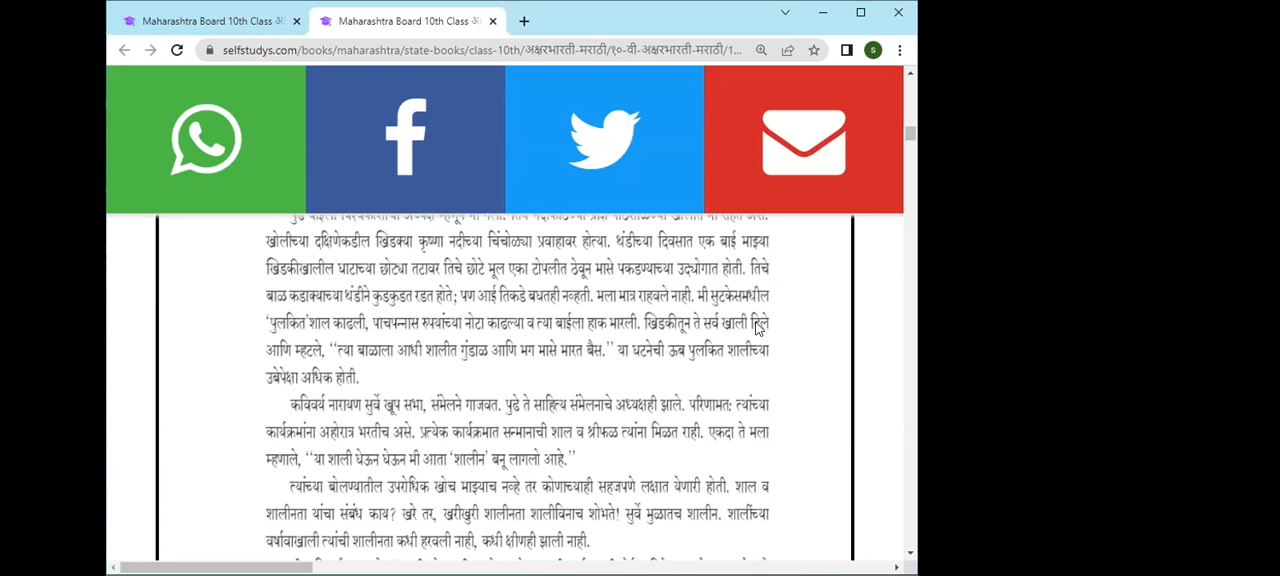 Maharashtra Board 10th Class
Maharashtra Board 10th Class
selfstudys.com/books/maharashtra/state-books/class-10th/अक्षरभारती-मराठी/१०-वी-अक्षरभारती-मराठी/1...
खोलीच्या दक्षिणेकडील खिडक्या कृष्णा नदीच्या चिंचोळ्या प्रवाहावर होत्या. थंडीच्या दिवसात एक बाई माझ्या
खिडकीखालील घाटाच्या छोट्या तटावर तिचे छोटे मूल एका टोपलीत ठेवून मासे पकडण्याच्या उद्योगात होती. तिचे
बाळ कडाक्याच्या थंडीने कुडकुडत रडत होते; पण आई तिकडे बघतही नव्हती. मला मात्र राहवले नाही. मी सुटकेसमधील
'पुलकित'शाल काढली, पाचपन्नास रुपयांच्या नोटा काढल्या व त्या बाईला हाक मारली. खिडकीतून ते सर्व खाली दिले
आणि म्हटले, ‘‘त्या बाळाला आधी शालीत गुंडाळ आणि मग मासे मारत बैस.’’ या घटनेची ऊब पुलकित शालीच्या
उबेपेक्षा अधिक होती.
कविवर्य नारायण सुर्वे खूप सभा, संमेलने गाजवत. पुढे ते साहित्य संमेलनाचे अध्यक्षही झाले. परिणामतः त्यांच्या
कार्यक्रमांना अहोरात्र भरतीच असे. प्रत्येक कार्यक्रमात सन्मानाची शाल व श्रीफळ त्यांना मिळत राही. एकदा ते मला
म्हणाले, ‘‘या शाली घेऊन घेऊन मी आता ‘शालीन’ बनू लागलो आहे.’’
त्यांच्या बोलण्यातील उपरोधिक खोच माझ्याच नव्हे तर कोणाच्याही सहजपणे लक्षात येणारी होती. शाल व
शालीनता यांचा संबंध काय? खरे तर, खरीखुरी शालीनता शालीविनाच शोभते! सुर्वे मुळातच शालीन. शालींच्या
वर्षावाखाली त्यांची शालीनता कधी हरवली नाही, कधी क्षीणही झाली नाही.